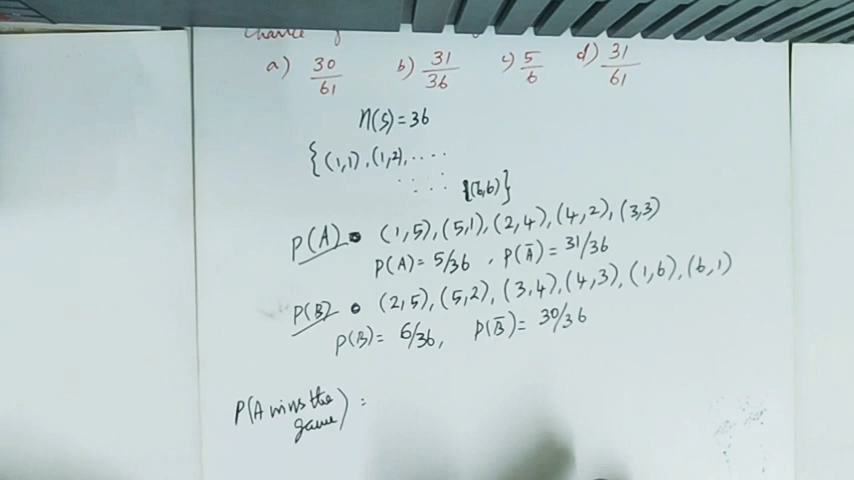 a) 30/61 b) 31/36 c) 5/6 d) 31/61
n(S) = 36
{(1,1), (1,2), ....
..... (6,6)}
P(A) • (1,5), (5,1), (2,4), (4,2), (3,3)
P(A) = 5/36 , P(Ā) = 31/36
P(B) • (2,5), (5,2), (3,4), (4,3), (1,6), (6,1)
P(B) = 6/36, P(B̄) = 30/36
P(A wins the game) =